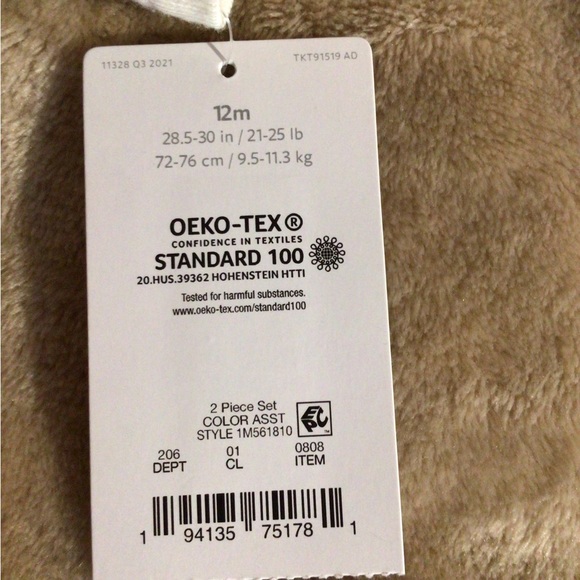 11328 Q3 2021 TKT91519 AD
12m
28.5-30 in / 21-25 lb
72-76 cm / 9.5-11.3 kg
OEKO-TEX®
CONFIDENCE IN TEXTILES
STANDARD 100
20.HUS.39362 HOHENSTEIN HTTI
Tested for harmful substances.
www.oeko-tex.com/standard100
2 Piece Set
COLOR ASST
STYLE 1M561810
EPC
206 01 0808
DEPT CL ITEM
1 94135 75178 1